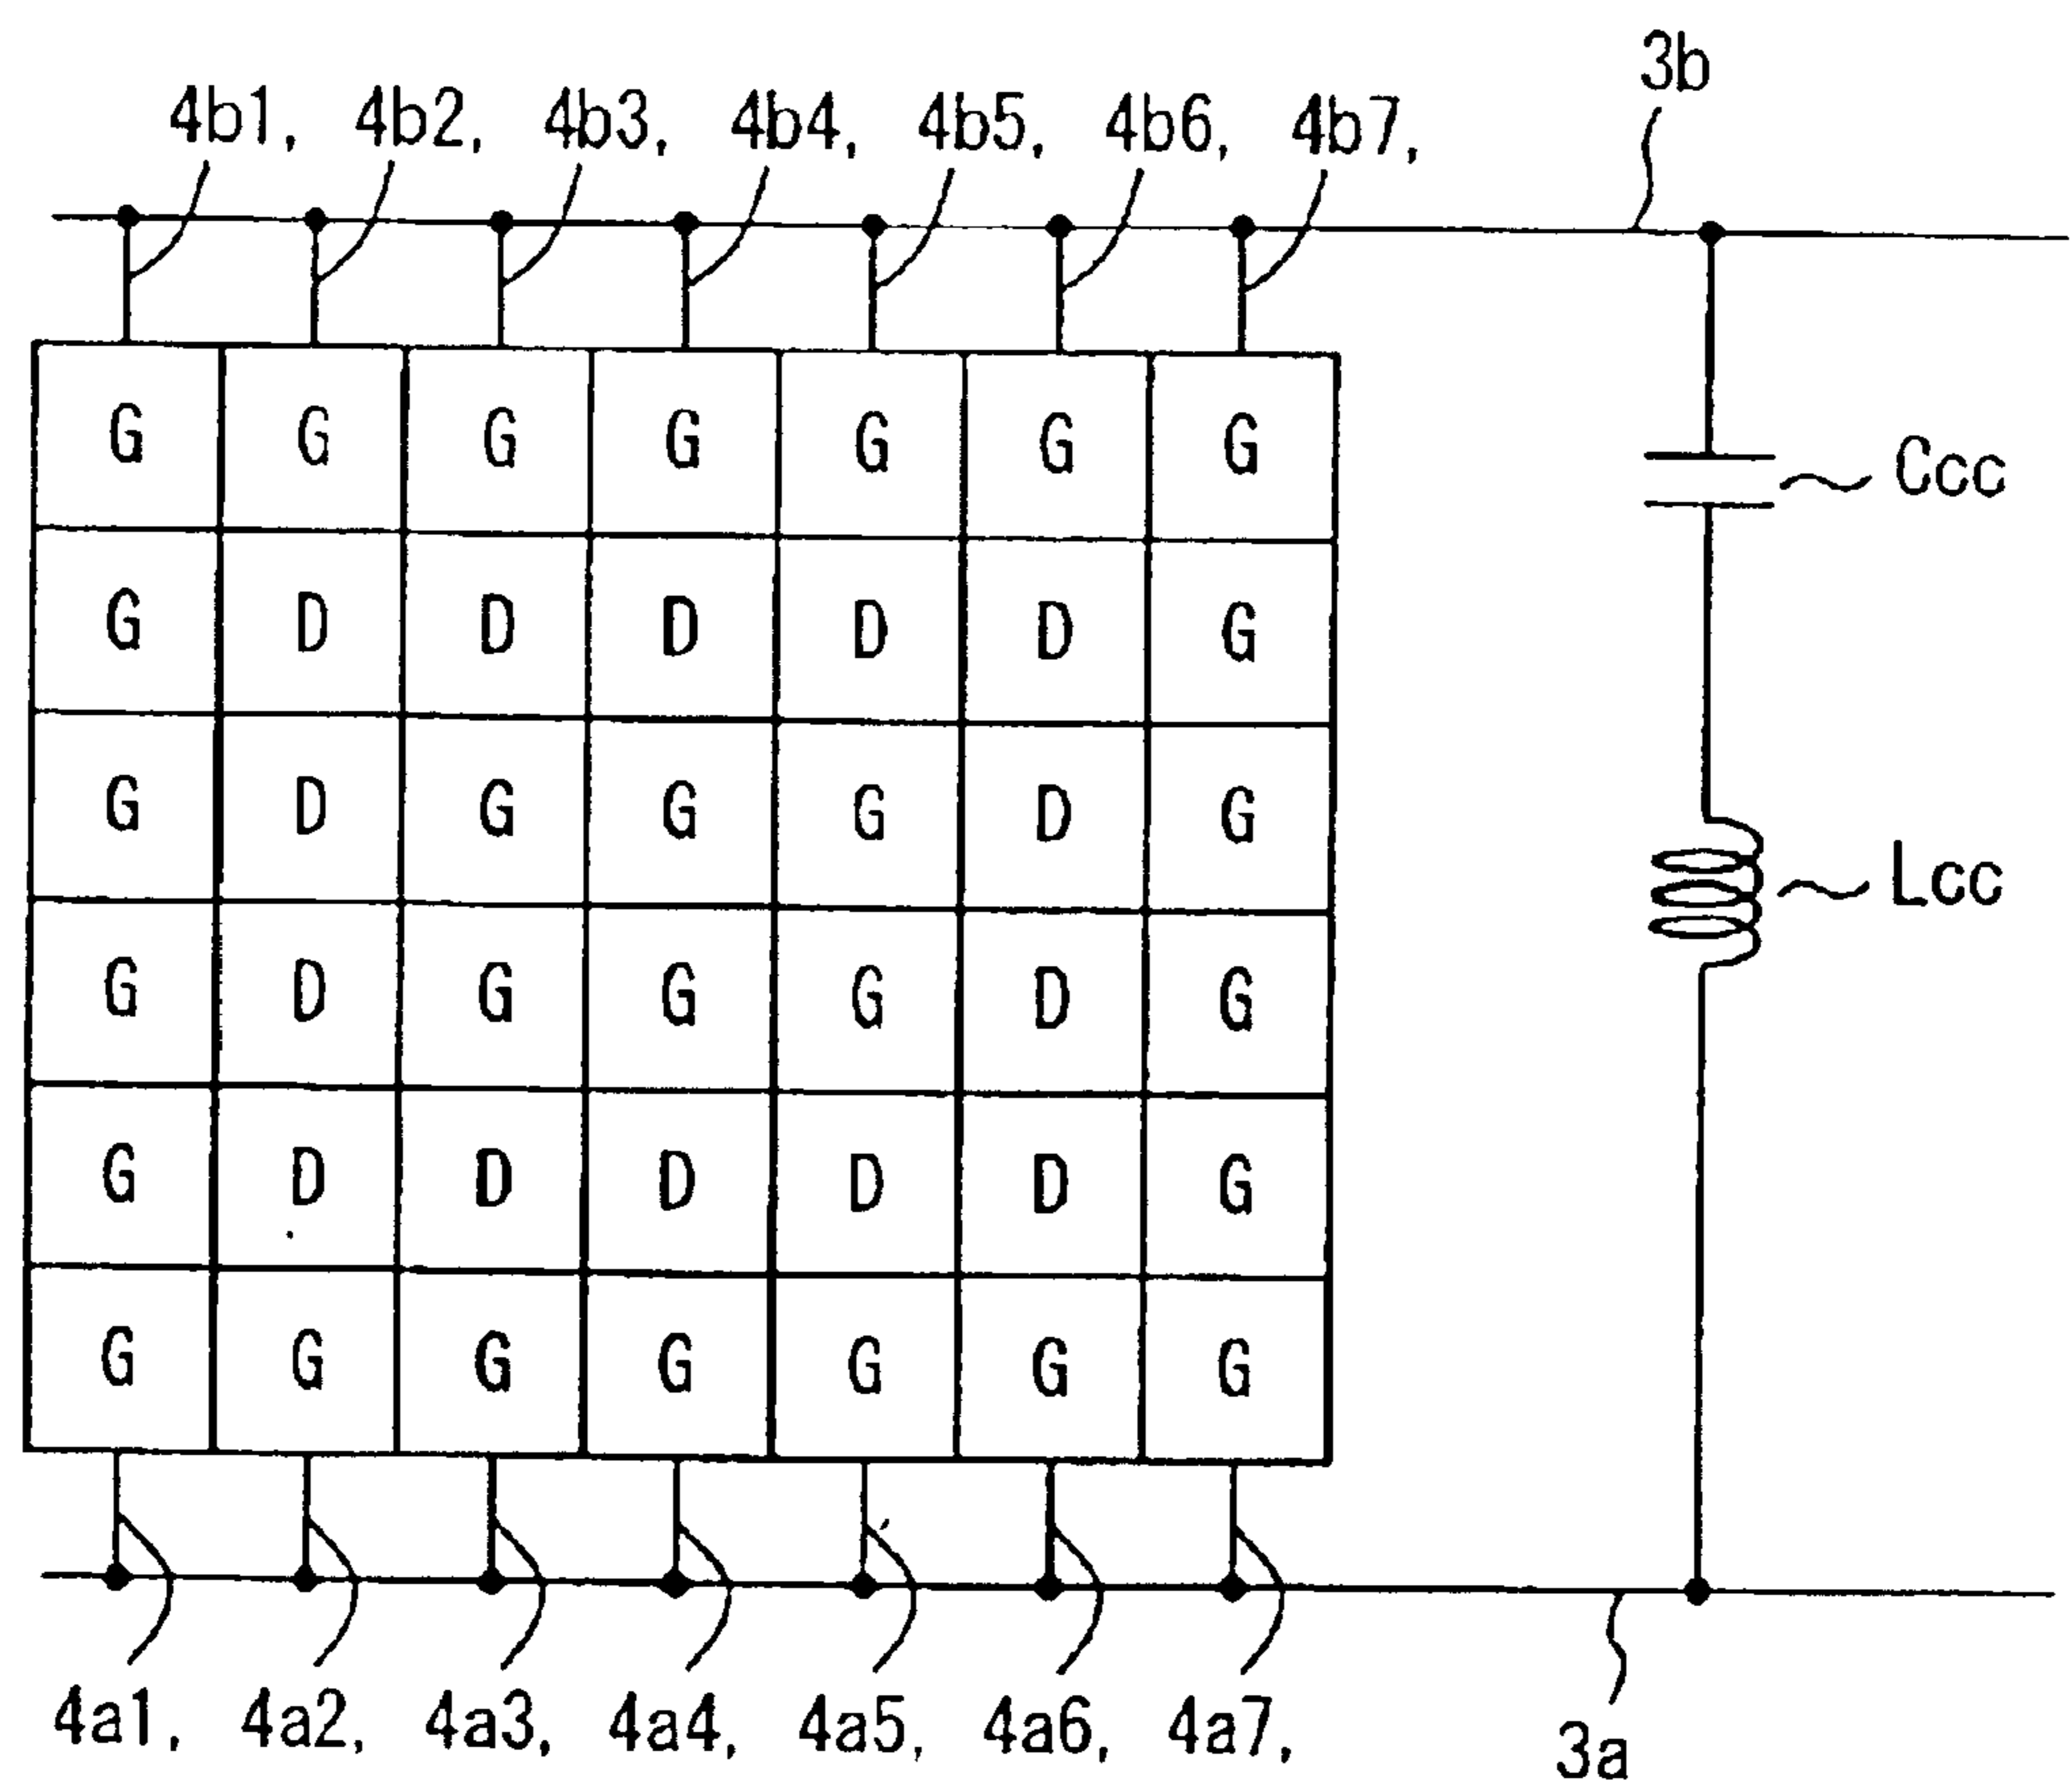 3b
4b1, 4b2, 4b3, 4b4, 4b5, 4b6, 4b7,
G G G G G G G
Ccc
G D D D D D G
G D G G G D G
Lcc
G D G G G D G
G D D D D D G
G G G G G G G
4a1, 4a2, 4a3, 4a4, 4a5, 4a6, 4a7,
3a